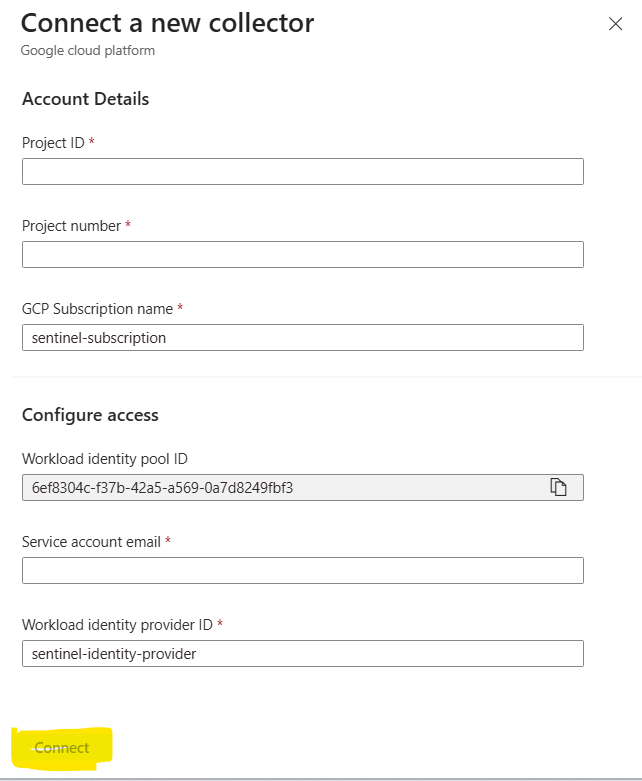 Connect a new collector
Google cloud platform
Account Details
Project ID *
Project number *
GCP Subscription name *
sentinel-subscription
Configure access
Workload identity pool ID
6ef8304c-f37b-42a5-a569-0a7d8249fbf3
Service account email *
Workload identity provider ID *
sentinel-identity-provider
Connect